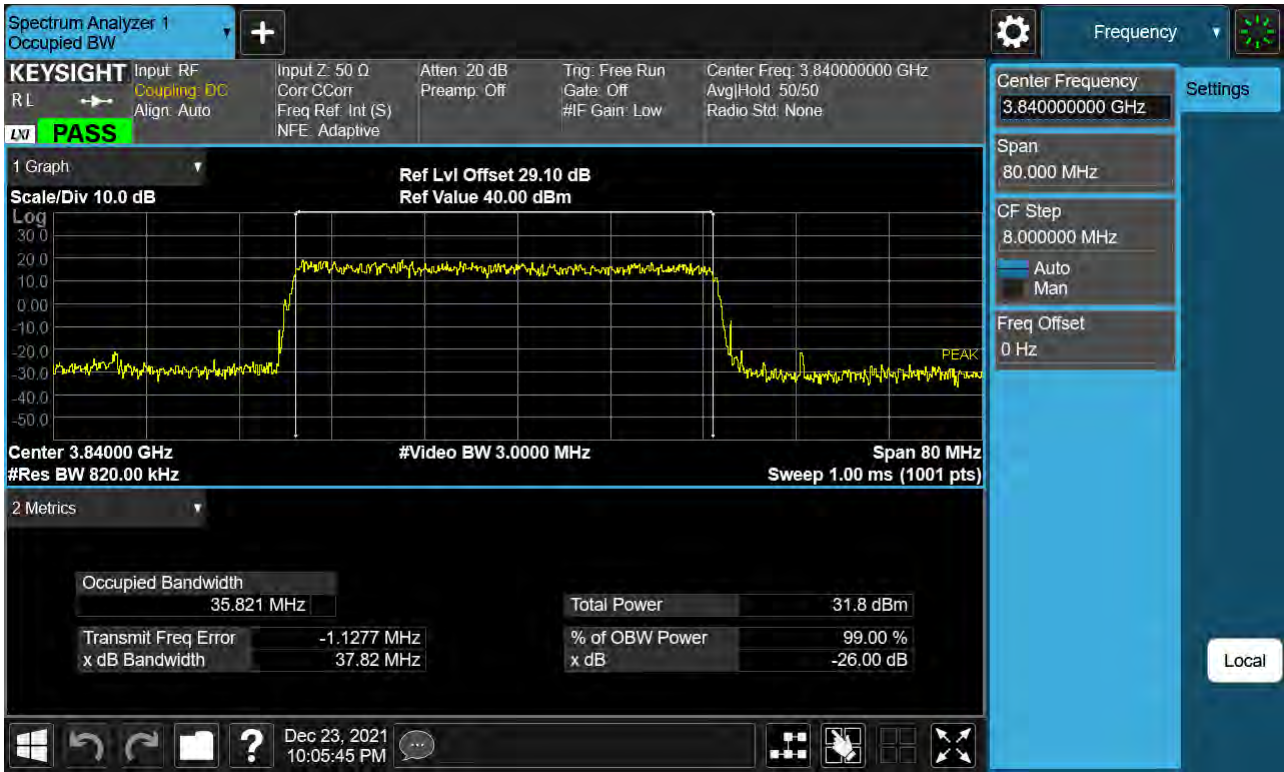 Spectrum Analyzer 1
Occupied BW
Frequency
KEYSIGHT
RL
LXI PASS
Input: RF
Coupling: DC
Align: Auto
Input Z: 50 Ω
Corr CCorr
Freq Ref: Int (S)
NFE: Adaptive
Atten: 20 dB
Preamp: Off
Trig: Free Run
Gate: Off
#IF Gain: Low
Center Freq: 3.840000000 GHz
Avg|Hold: 50/50
Radio Std: None
Center Frequency
3.840000000 GHz
Settings
Span
80.000 MHz
CF Step
8.000000 MHz
Auto
Man
Freq Offset
0 Hz
1 Graph
Scale/Div 10.0 dB
Ref Lvl Offset 29.10 dB
Ref Value 40.00 dBm
Log
30.0
20.0
10.0
0.00
-10.0
-20.0
-30.0
-40.0
-50.0
PEAK
Center 3.84000 GHz
#Res BW 820.00 kHz
#Video BW 3.0000 MHz
Span 80 MHz
Sweep 1.00 ms (1001 pts)
2 Metrics
Occupied Bandwidth
35.821 MHz
Total Power 31.8 dBm
Transmit Freq Error -1.1277 MHz
% of OBW Power 99.00 %
x dB Bandwidth 37.82 MHz
x dB -26.00 dB
Local
?
Dec 23, 2021
10:05:45 PM